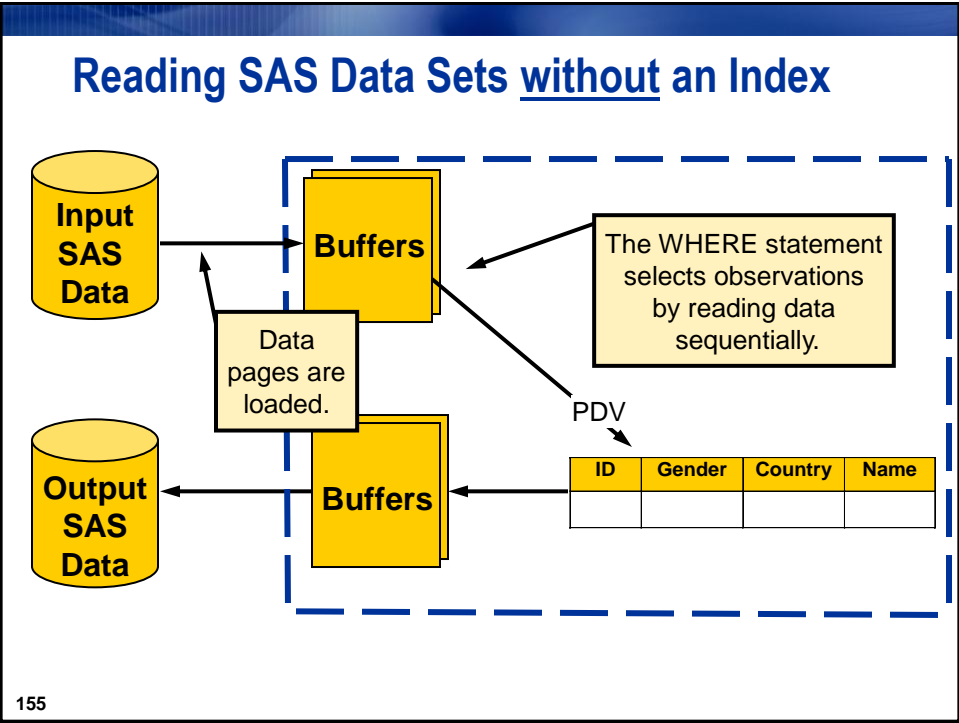 Reading SAS Data Sets without an Index
Input
SAS
Data
Buffers
The WHERE statement
selects observations
by reading data
sequentially.
Data
pages are
loaded.
PDV
ID Gender Country Name
Output
SAS
Data
Buffers
155